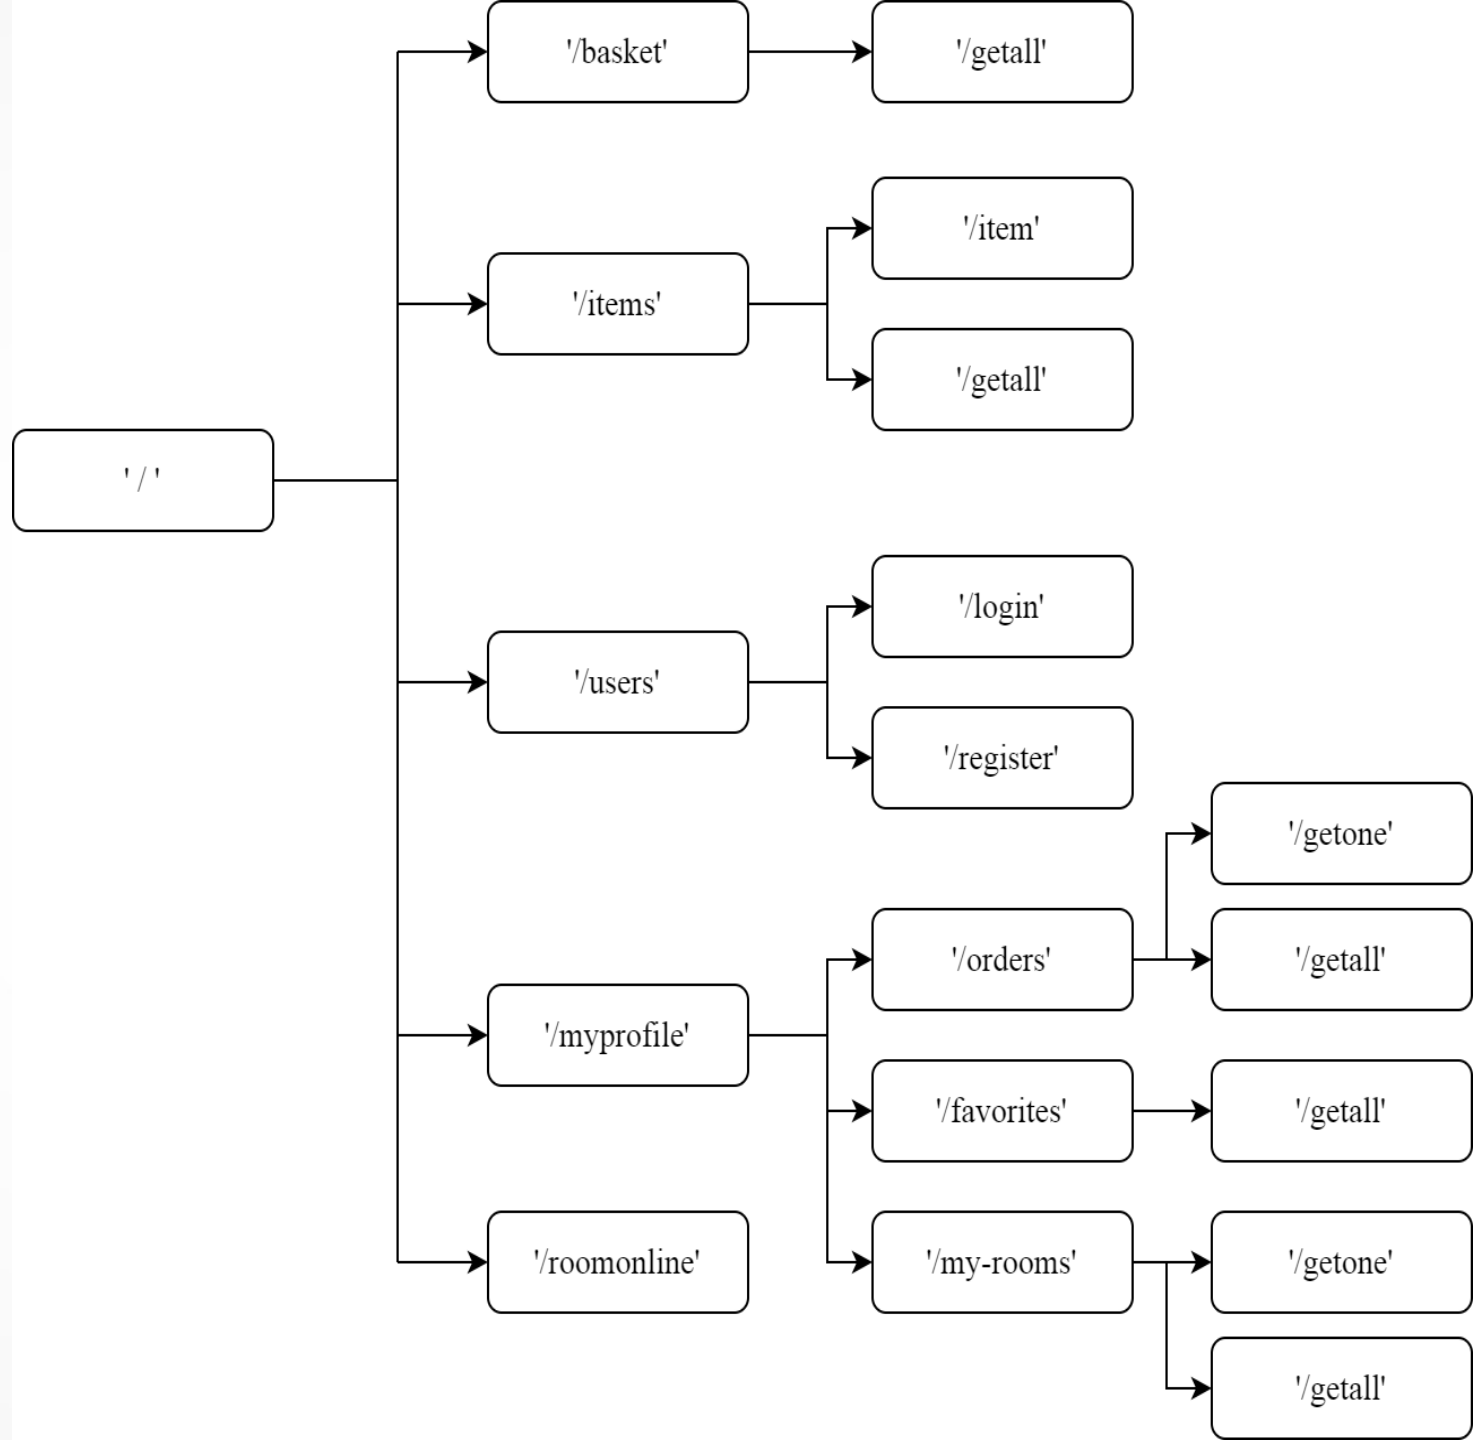 '/basket'
'/getall'
'/item'
'/items'
'/getall'
' / '
'/login'
'/users'
'/register'
'/getone'
'/orders'
'/getall'
'/myprofile'
'/favorites'
'/getall'
'/roomonline'
'/my-rooms'
'/getone'
'/getall'